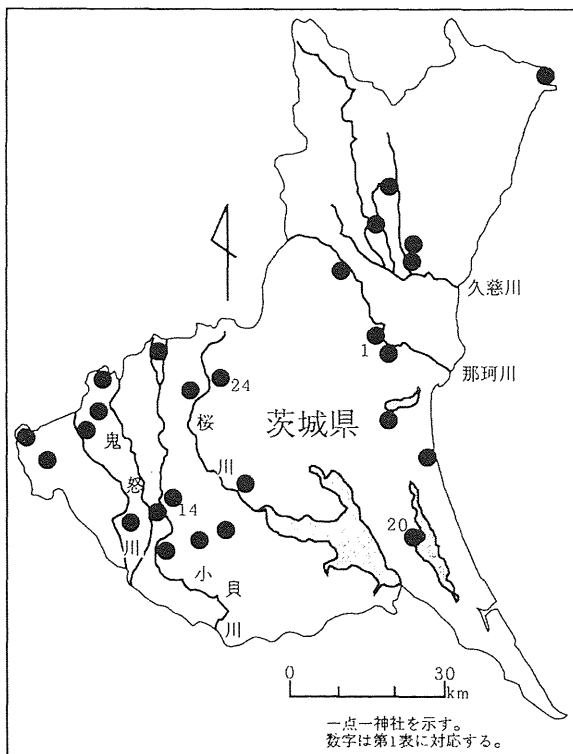 久慈川
1
那珂川
24
桜川
茨城県
鬼怒川
14
20
小貝川
0 30
km
一点一神社を示す。
数字は第1表に対応する。